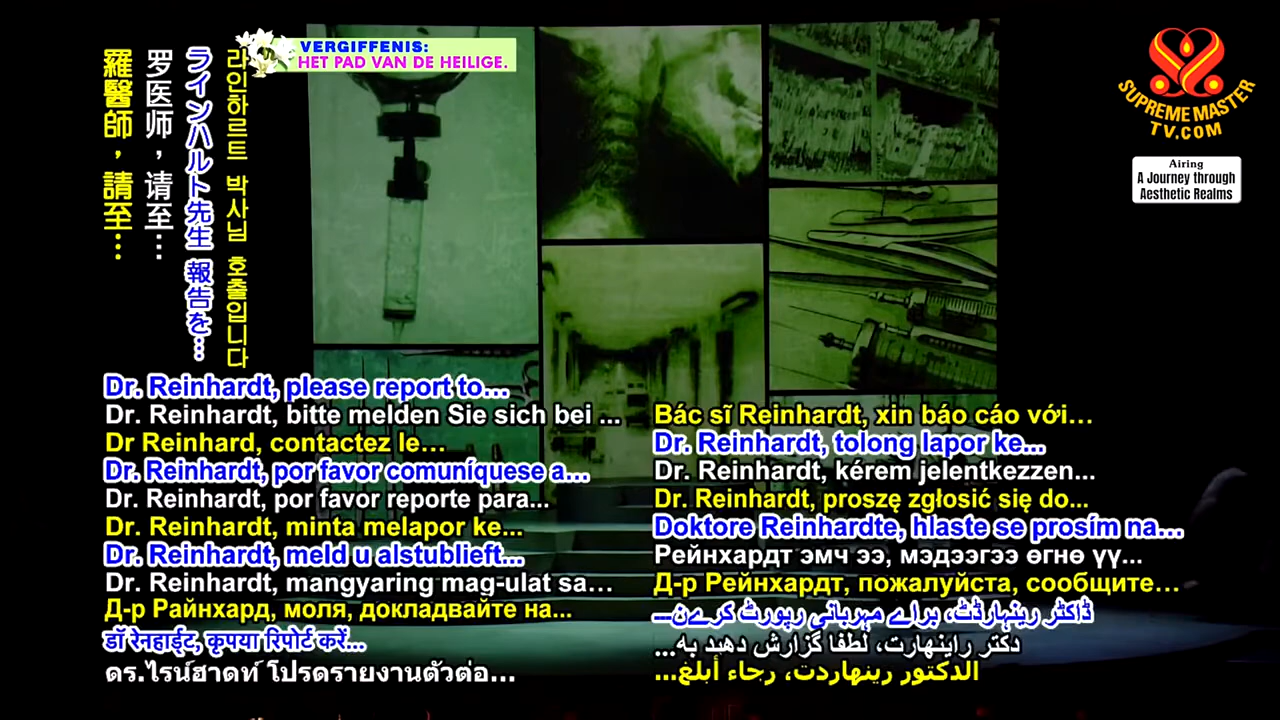 VERGIFFENIS:
HET PAD VAN DE HEILIGE.
SUPREME MASTER
TV.COM
Airing
A Journey through
Aesthetic Realms
羅醫師，請至…
罗医师，请至…
ラインハルト先生 報告を…
라인하르트 박사님 호출입니다
Dr. Reinhardt, please report to...
Dr. Reinhardt, bitte melden Sie sich bei ...
Dr Reinhard, contactez le…
Dr. Reinhardt, por favor comuníquese a…
Dr. Reinhardt, por favor reporte para...
Dr. Reinhardt, minta melapor ke...
Dr. Reinhardt, meld u alstublieft...
Dr. Reinhardt, mangyaring mag-ulat sa…
Д-р Райнхард, моля, докладвайте на...
डॉ रेनहार्ट, कृपया रिपोर्ट करें...
ดร.ไรน์ฮาดท์ โปรดรายงานตัวต่อ...
Bác sĩ Reinhardt, xin báo cáo với…
Dr. Reinhardt, tolong lapor ke...
Dr. Reinhardt, kérem jelentkezzen...
Dr. Reinhardt, proszę zgłosić się do...
Doktore Reinhardte, hlaste se prosím na…
Рейнхардт эмч ээ, мэдээгээ өгнө үү...
Д-р Рейнхардт, пожалуйста, сообщите…
ڈاکٹر رینہارڈٹ، براے مہربانی رپورٹ کرےن...
دکتر راینهارت، لطفا گزارش دهید به...
الدكتور رينهاردت، رجاء أبلغ...